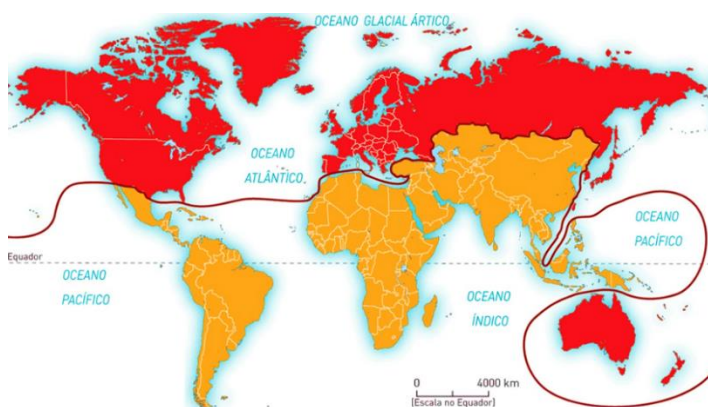 OCEANO GLACIAL ÁRTICO
OCEANO
ATLÂNTICO
OCEANO
PACÍFICO
Equador
OCEANO
PACÍFICO
OCEANO
ÍNDICO
0 4000 km
[Escala no Equador]